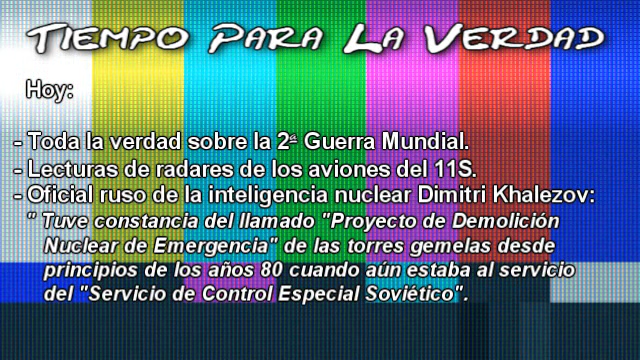 Tiempo Para La Verdad
Hoy:
- Toda la verdad sobre la 2ª Guerra Mundial.
- Lecturas de radares de los aviones del 11S.
- Oficial ruso de la inteligencia nuclear Dimitri Khalezov:
" Tuve constancia del llamado "Proyecto de Demolición
Nuclear de Emergencia" de las torres gemelas desde
principios de los años 80 cuando aún estaba al servicio
del "Servicio de Control Especial Soviético".